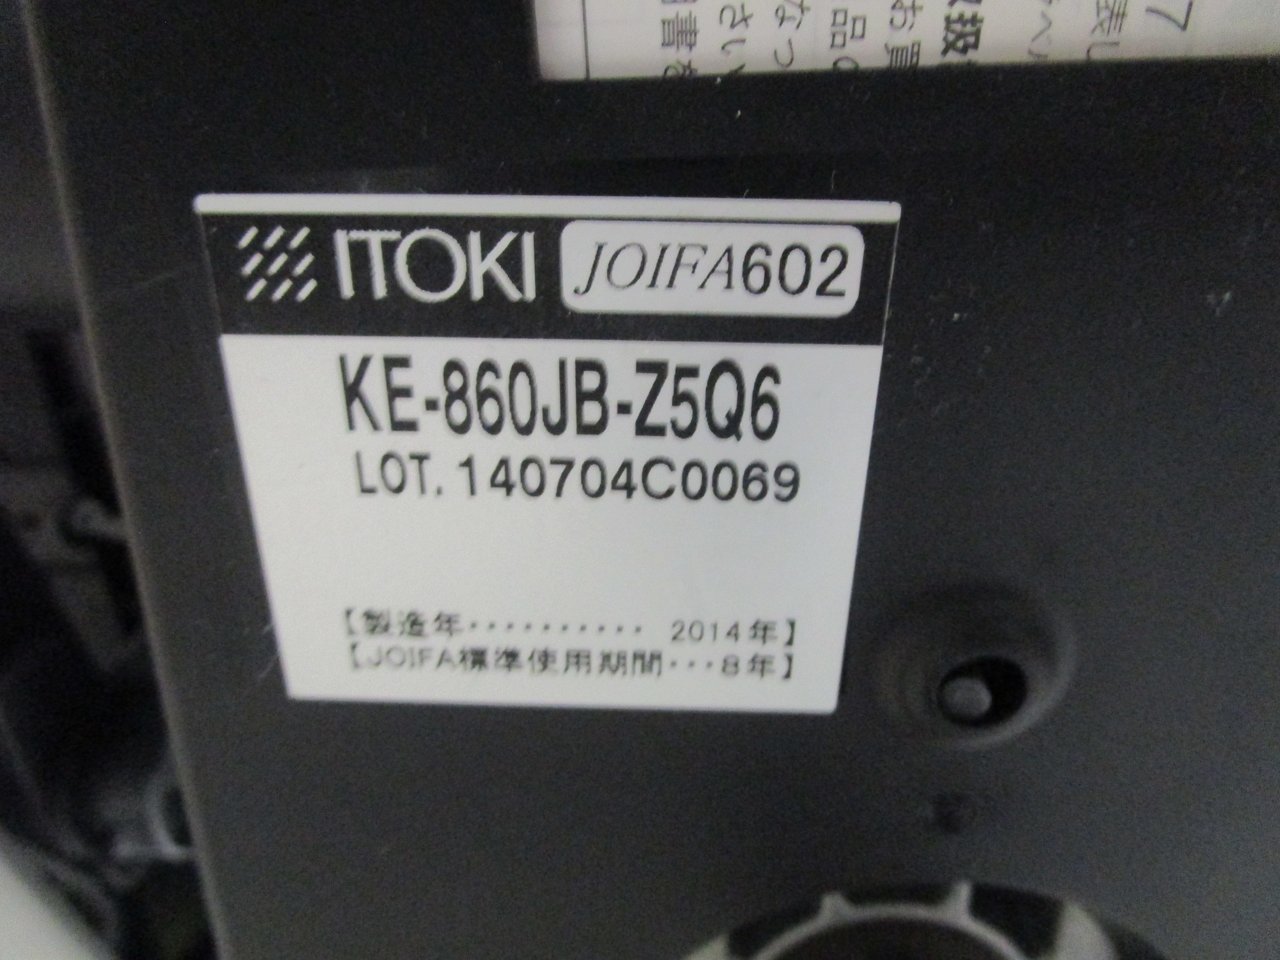 ITOKI JOIFA602
KE-860JB-Z5Q6
LOT. 140704C0069
【製造年・・・・・・・・・・ 2014年】
【JOIFA標準使用期間・・・8年】